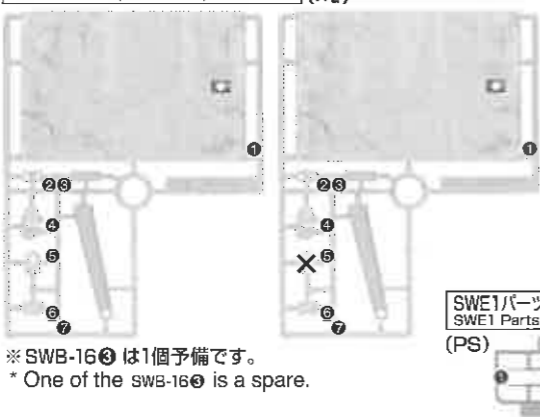 ❶ ❶
❷❸ ❷❸
❹ ❹
❺ ❺
❻ ❻
❼ ❼
SWE1パーツ
SWE1 Parts
(PS)
❶
※SWB-16❸ は1個予備です。
* One of the SWB-16❸ is a spare.